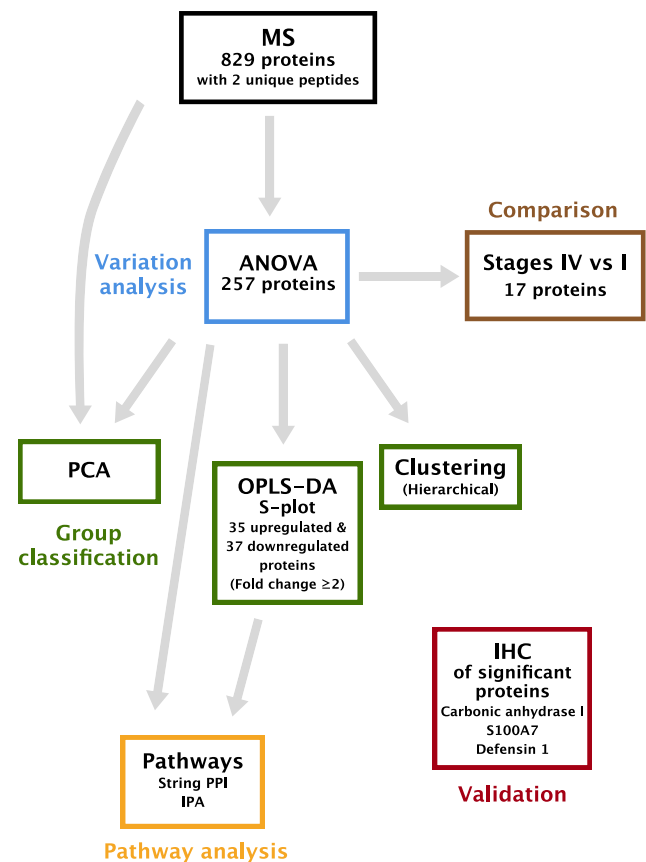 MS
829 proteins
with 2 unique peptides
Comparison
Variation
analysis
ANOVA
257 proteins
Stages IV vs I
17 proteins
PCA
Group
classification
OPLS-DA
S-plot
35 upregulated &
37 downregulated
proteins
(Fold change ≥2)
Clustering
(Hierarchical)
IHC
of significant
proteins
Carbonic anhydrase I
S100A7
Defensin 1
Validation
Pathways
String PPI
IPA
Pathway analysis